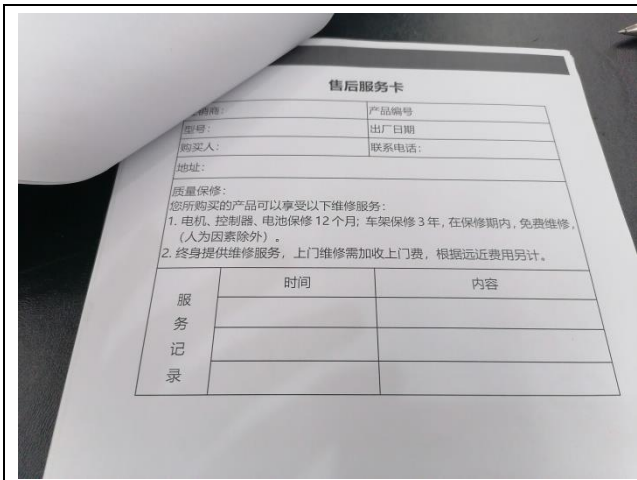 售后服务卡
销商：
产品编号
型号：
出厂日期
购买人：
联系电话：
地址：
质量保修：
您所购买的产品可以享受以下维修服务：
1. 电机、控制器、电池保修12个月；车架保修3年，在保修期内，免费维修，
（人为因素除外）。
2. 终身提供维修服务，上门维修需加收上门费，根据远近费用另计。
服务记录
时间
内容